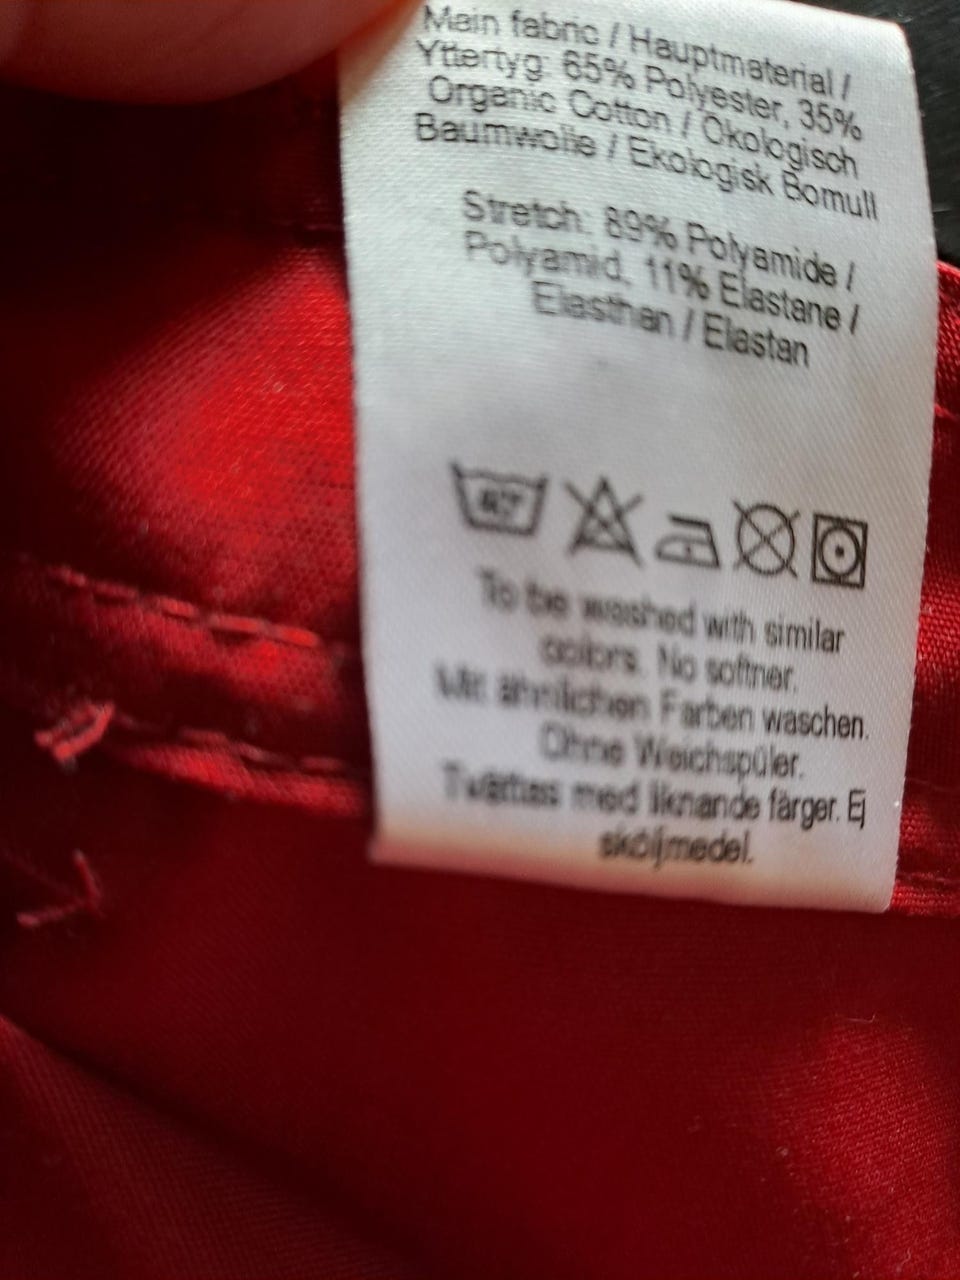 Main fabric / Hauptmaterial /
Yttertyg: 65% Polyester, 35%
Organic Cotton / Ökologisch
Baumwolle / Ekologisk Bomull
Stretch: 89% Polyamide /
Polyamid, 11% Elastane /
Elasthan / Elastan
To be washed with similar
colors. No softner.
Mit ähnlichen Farben waschen.
Ohne Weichspüler.
Tvättas med liknande färger. Ej
sköljmedel.